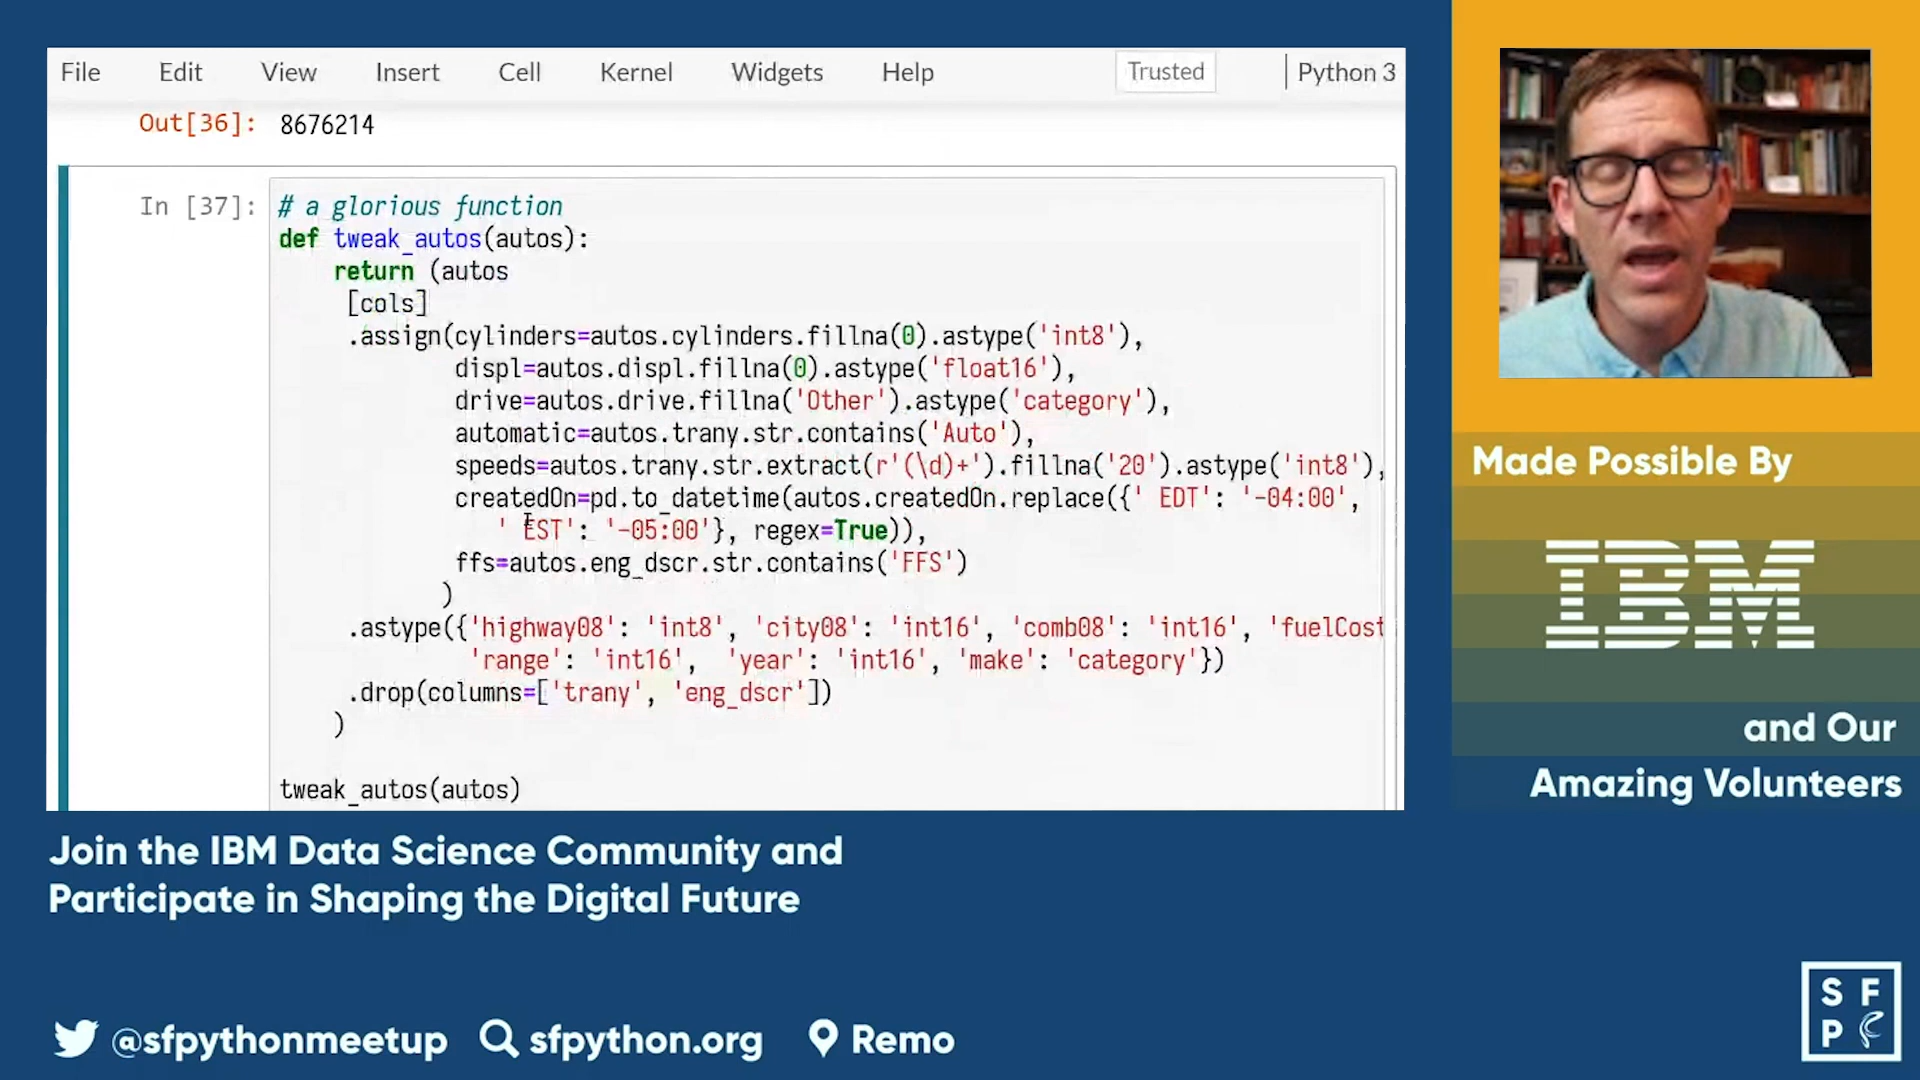 File Edit View Insert Cell Kernel Widgets Help Trusted Python 3
Out[36]: 8676214
In [37]: # a glorious function
def tweak_autos(autos):
return (autos
[cols]
.assign(cylinders=autos.cylinders.fillna(0).astype('int8'),
displ=autos.displ.fillna(0).astype('float16'),
drive=autos.drive.fillna('Other').astype('category'),
automatic=autos.trany.str.contains('Auto'),
speeds=autos.trany.str.extract(r'(\d)+').fillna('20').astype('int8'),
createdOn=pd.to_datetime(autos.createdOn.replace({' EDT': '-04:00',
' EST': '-05:00'}, regex=True)),
ffs=autos.eng_dscr.str.contains('FFS')
)
.astype({'highway08': 'int8', 'city08': 'int16', 'comb08': 'int16', 'fuelCost
'range': 'int16', 'year': 'int16', 'make': 'category'})
.drop(columns=['trany', 'eng_dscr'])
)
tweak_autos(autos)
Made Possible By
IBM
and Our
Amazing Volunteers
Join the IBM Data Science Community and
Participate in Shaping the Digital Future
@sfpythonmeetup sfpython.org Remo
S F
P